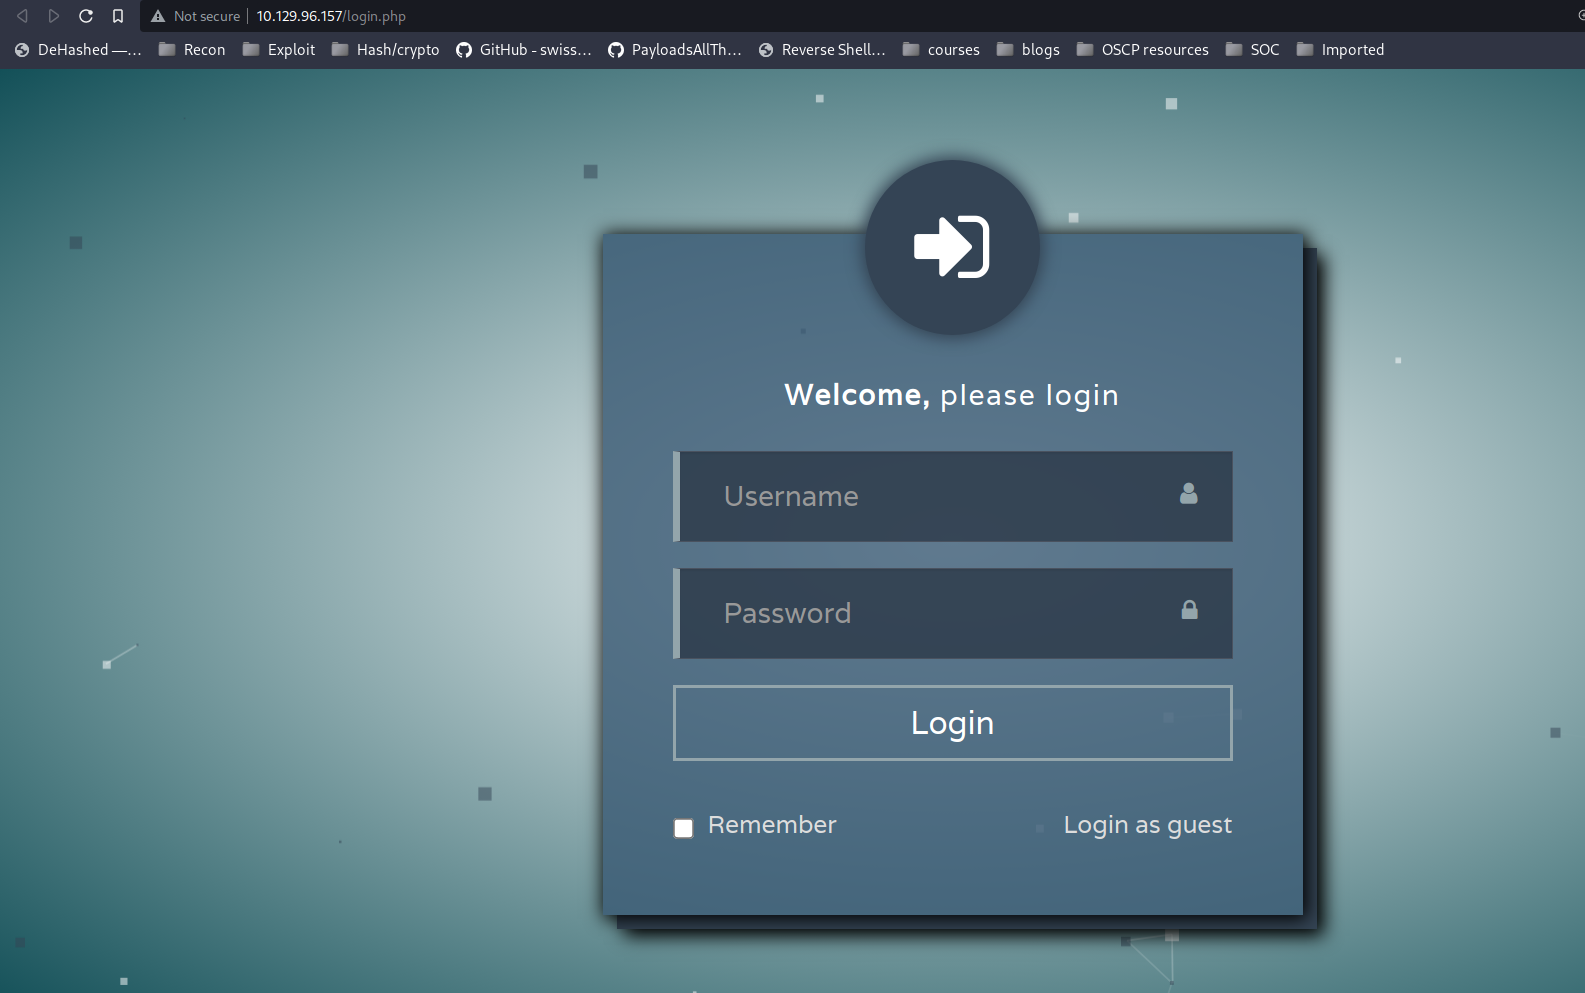 Not secure 10.129.96.157/login.php
DeHashed —... Recon Exploit Hash/crypto GitHub - swiss... PayloadsAllTh... Reverse Shell... courses blogs OSCP resources SOC Imported
Welcome, please login
Username
Password
Login
Remember Login as guest